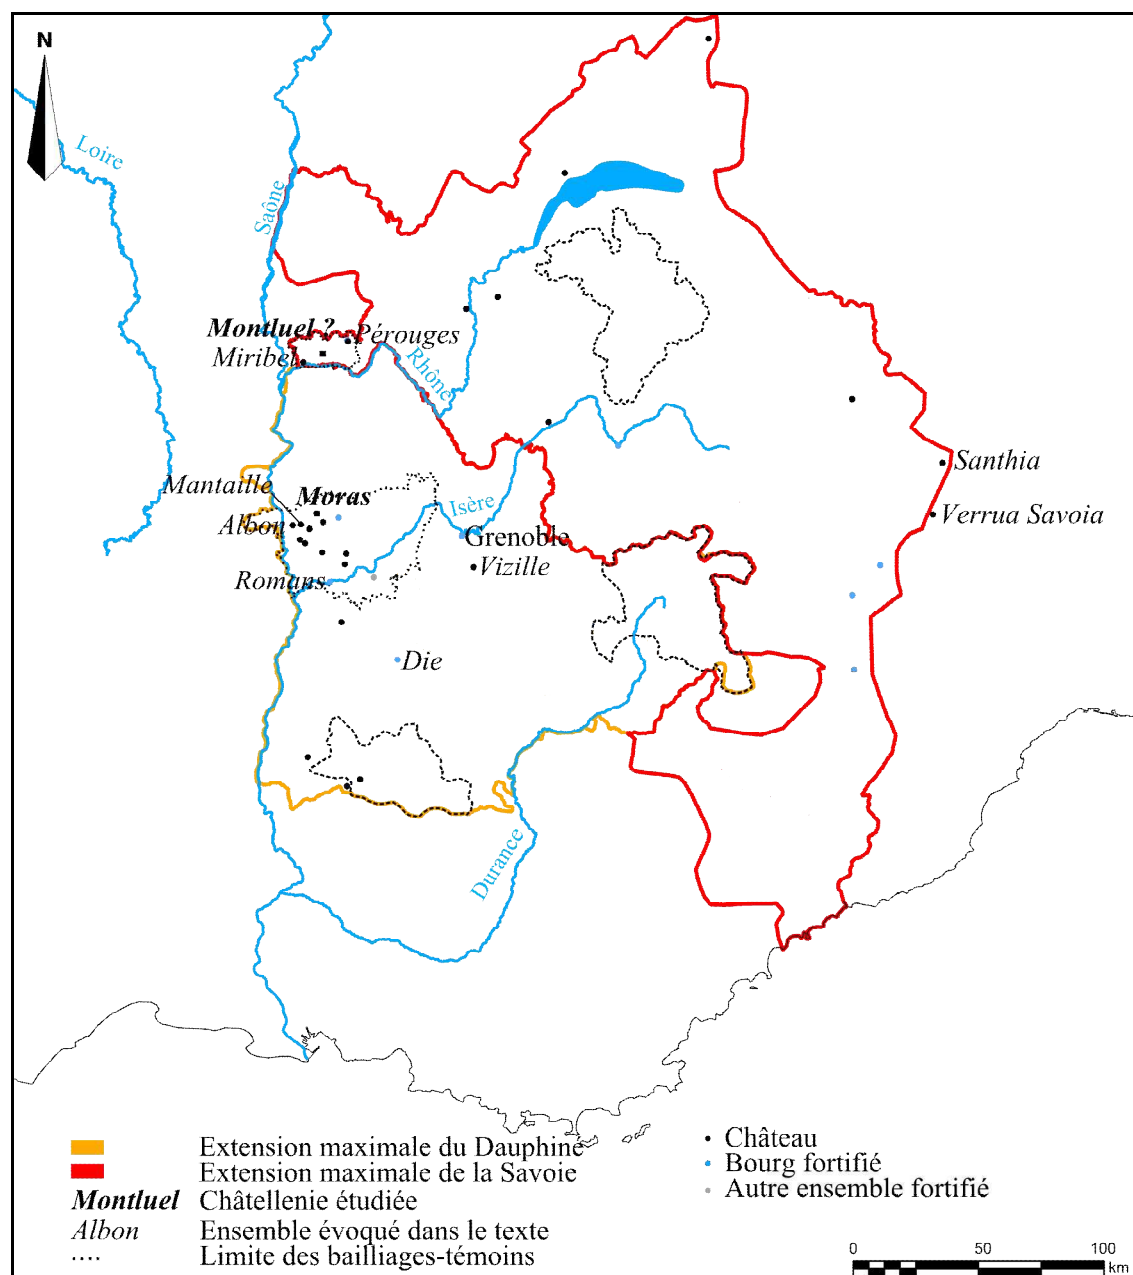 N
Loire
Saône
Montluel ?
Pérouges
Miribel
Rhône
Santhia
Mantaille
Moras
Isère
Verrua Savoia
Albon
Grenoble
Vizille
Romans
Die
Durance
Extension maximale du Dauphiné
Extension maximale de la Savoie
Montluel Châtellenie étudiée
Albon Ensemble évoqué dans le texte
.... Limite des bailliages-témoins
Château
Bourg fortifié
Autre ensemble fortifié
0 50 100
km